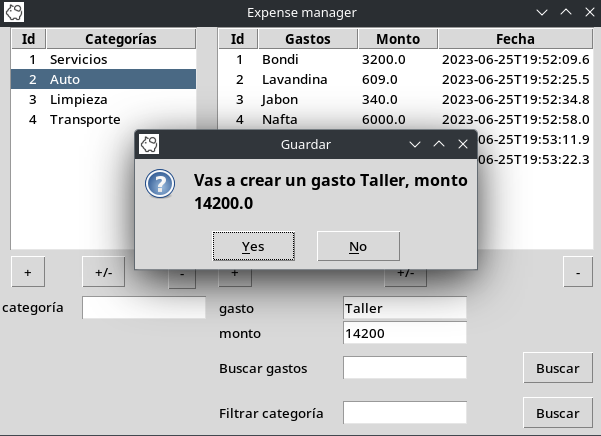 Expense manager
Id Categorías Id Gastos Monto Fecha
1 Servicios 1 Bondi 3200.0 2023-06-25T19:52:09.6
2 Auto 2 Lavandina 609.0 2023-06-25T19:52:25.5
3 Limpieza 3 Jabon 340.0 2023-06-25T19:52:34.8
4 Transporte 4 Nafta 6000.0 2023-06-25T19:52:58.0
-06-25T19:53:11.9
-06-25T19:53:22.3
Guardar
Vas a crear un gasto Taller, monto
14200.0
Yes No
+ +/- - + +/- -
categoría gasto Taller
monto 14200
Buscar gastos Buscar
Filtrar categoría Buscar